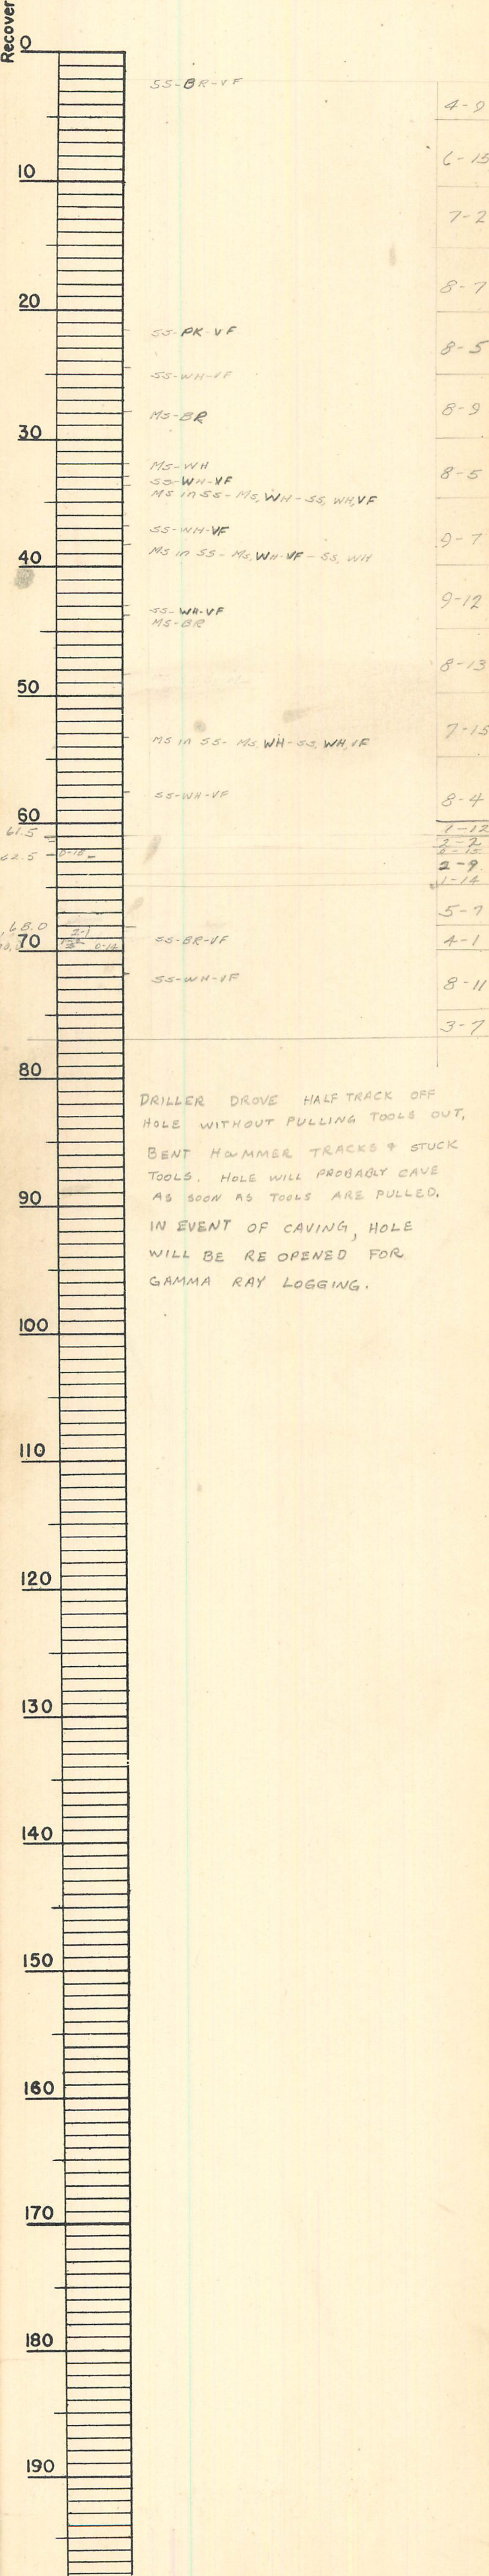 Recover
0
SS-BR-VF
4-9
6-15
10
7-2
8-7
20
SS-PK-VF
8-5
SS-WH-VF
MS-BR
8-9
30
MS-WH
SS-WH-VF
8-5
MS in SS- MS, WH-SS, WH, VF
SS-WH-VF
9-7
MS in SS- MS, WH-VF-SS, WH
40
9-12
SS-WH-VF
MS-BR
8-13
50
7-15
MS in SS- MS, WH-SS, WH, VF
SS-WH-VF
8-4
60
1-12
61.5
2-2
62.5
2-9
1-14
5-7
68.0
2-1
SS-BR-VF
4-1
70
0-14
SS-WH-VF
8-11
3-7
80
DRILLER DROVE HALF TRACK OFF
HOLE WITHOUT PULLING TOOLS OUT,
BENT HAMMER TRACKS & STUCK
TOOLS. HOLE WILL PROBABLY CAVE
AS SOON AS TOOLS ARE PULLED.
90
IN EVENT OF CAVING, HOLE
WILL BE RE OPENED FOR
GAMMA RAY LOGGING.
100
110
120
130
140
150
160
170
180
190